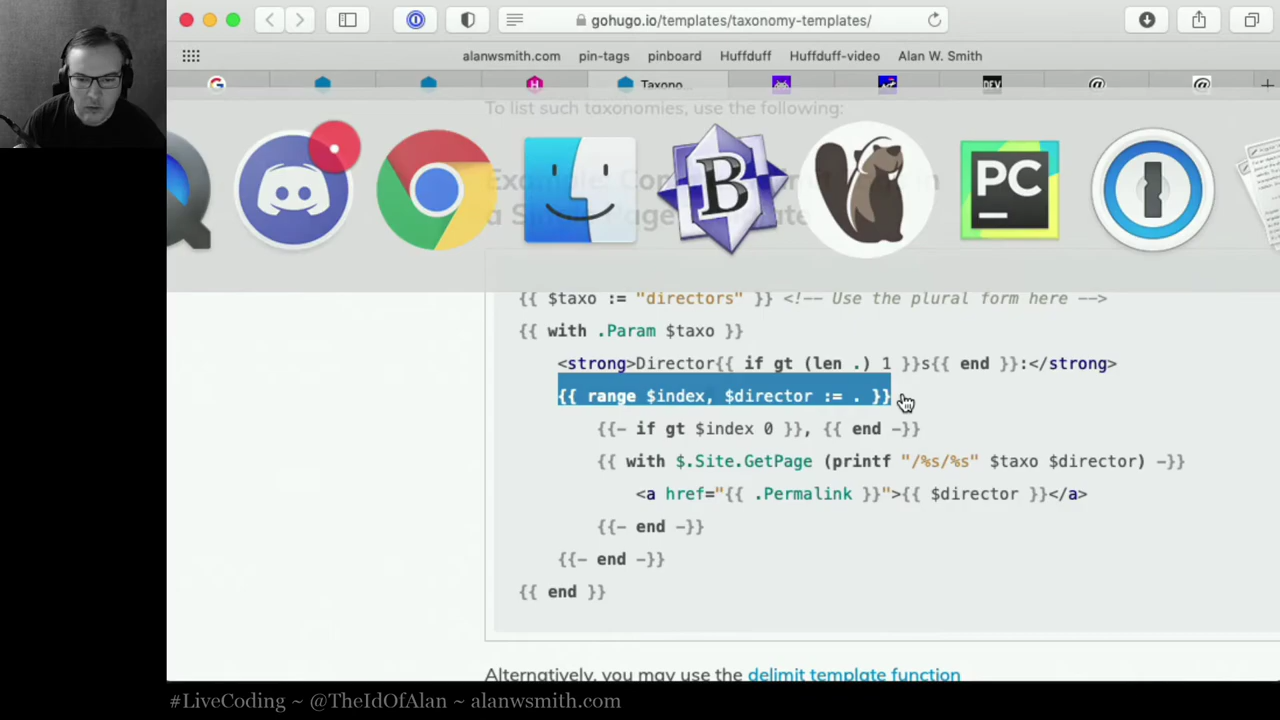 gohugo.io/templates/taxonomy-templates/
alanwsmith.com pin-tags pinboard Huffduff Huffduff-video Alan W. Smith
Taxono
DEV
To list such taxonomies, use the following:
B
PC
{{ $taxo := "directors" }} <!-- Use the plural form here -->
{{ with .Param $taxo }}
<strong>Director{{ if gt (len .) 1 }}s{{ end }}:</strong>
{{ range $index, $director := . }}
{{- if gt $index 0 }}, {{ end -}}
{{ with $.Site.GetPage (printf "/%s/%s" $taxo $director) -}}
<a href="{{ .Permalink }}">{{ $director }}</a>
{{- end -}}
{{- end -}}
{{ end }}
Alternatively, you may use the delimit template function
#LiveCoding ~ @TheIdOfAlan ~ alanwsmith.com